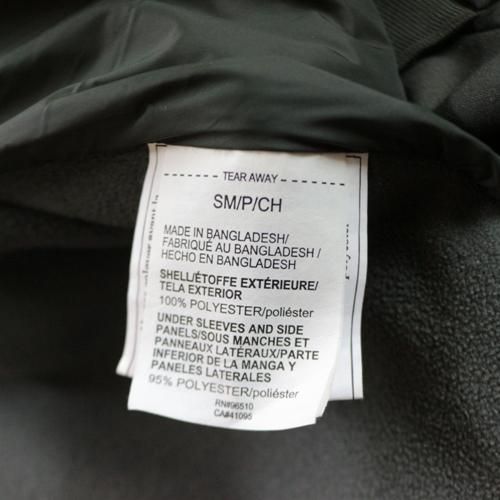 TEAR AWAY
SM/P/CH
MADE IN BANGLADESH/
FABRIQUÉ AU BANGLADESH/
HECHO EN BANGLADESH
SHELL/ÉTOFFE EXTÉRIEURE/
TELA EXTERIOR
100% POLYESTER/poliéster
UNDER SLEEVES AND SIDE
PANELS/SOUS MANCHES ET
PANNEAUX LATÉRAUX/PARTE
INFERIOR DE LA MANGA Y
PANELES LATERALES
95% POLYESTER/poliéster
RN#96510
CA#41095